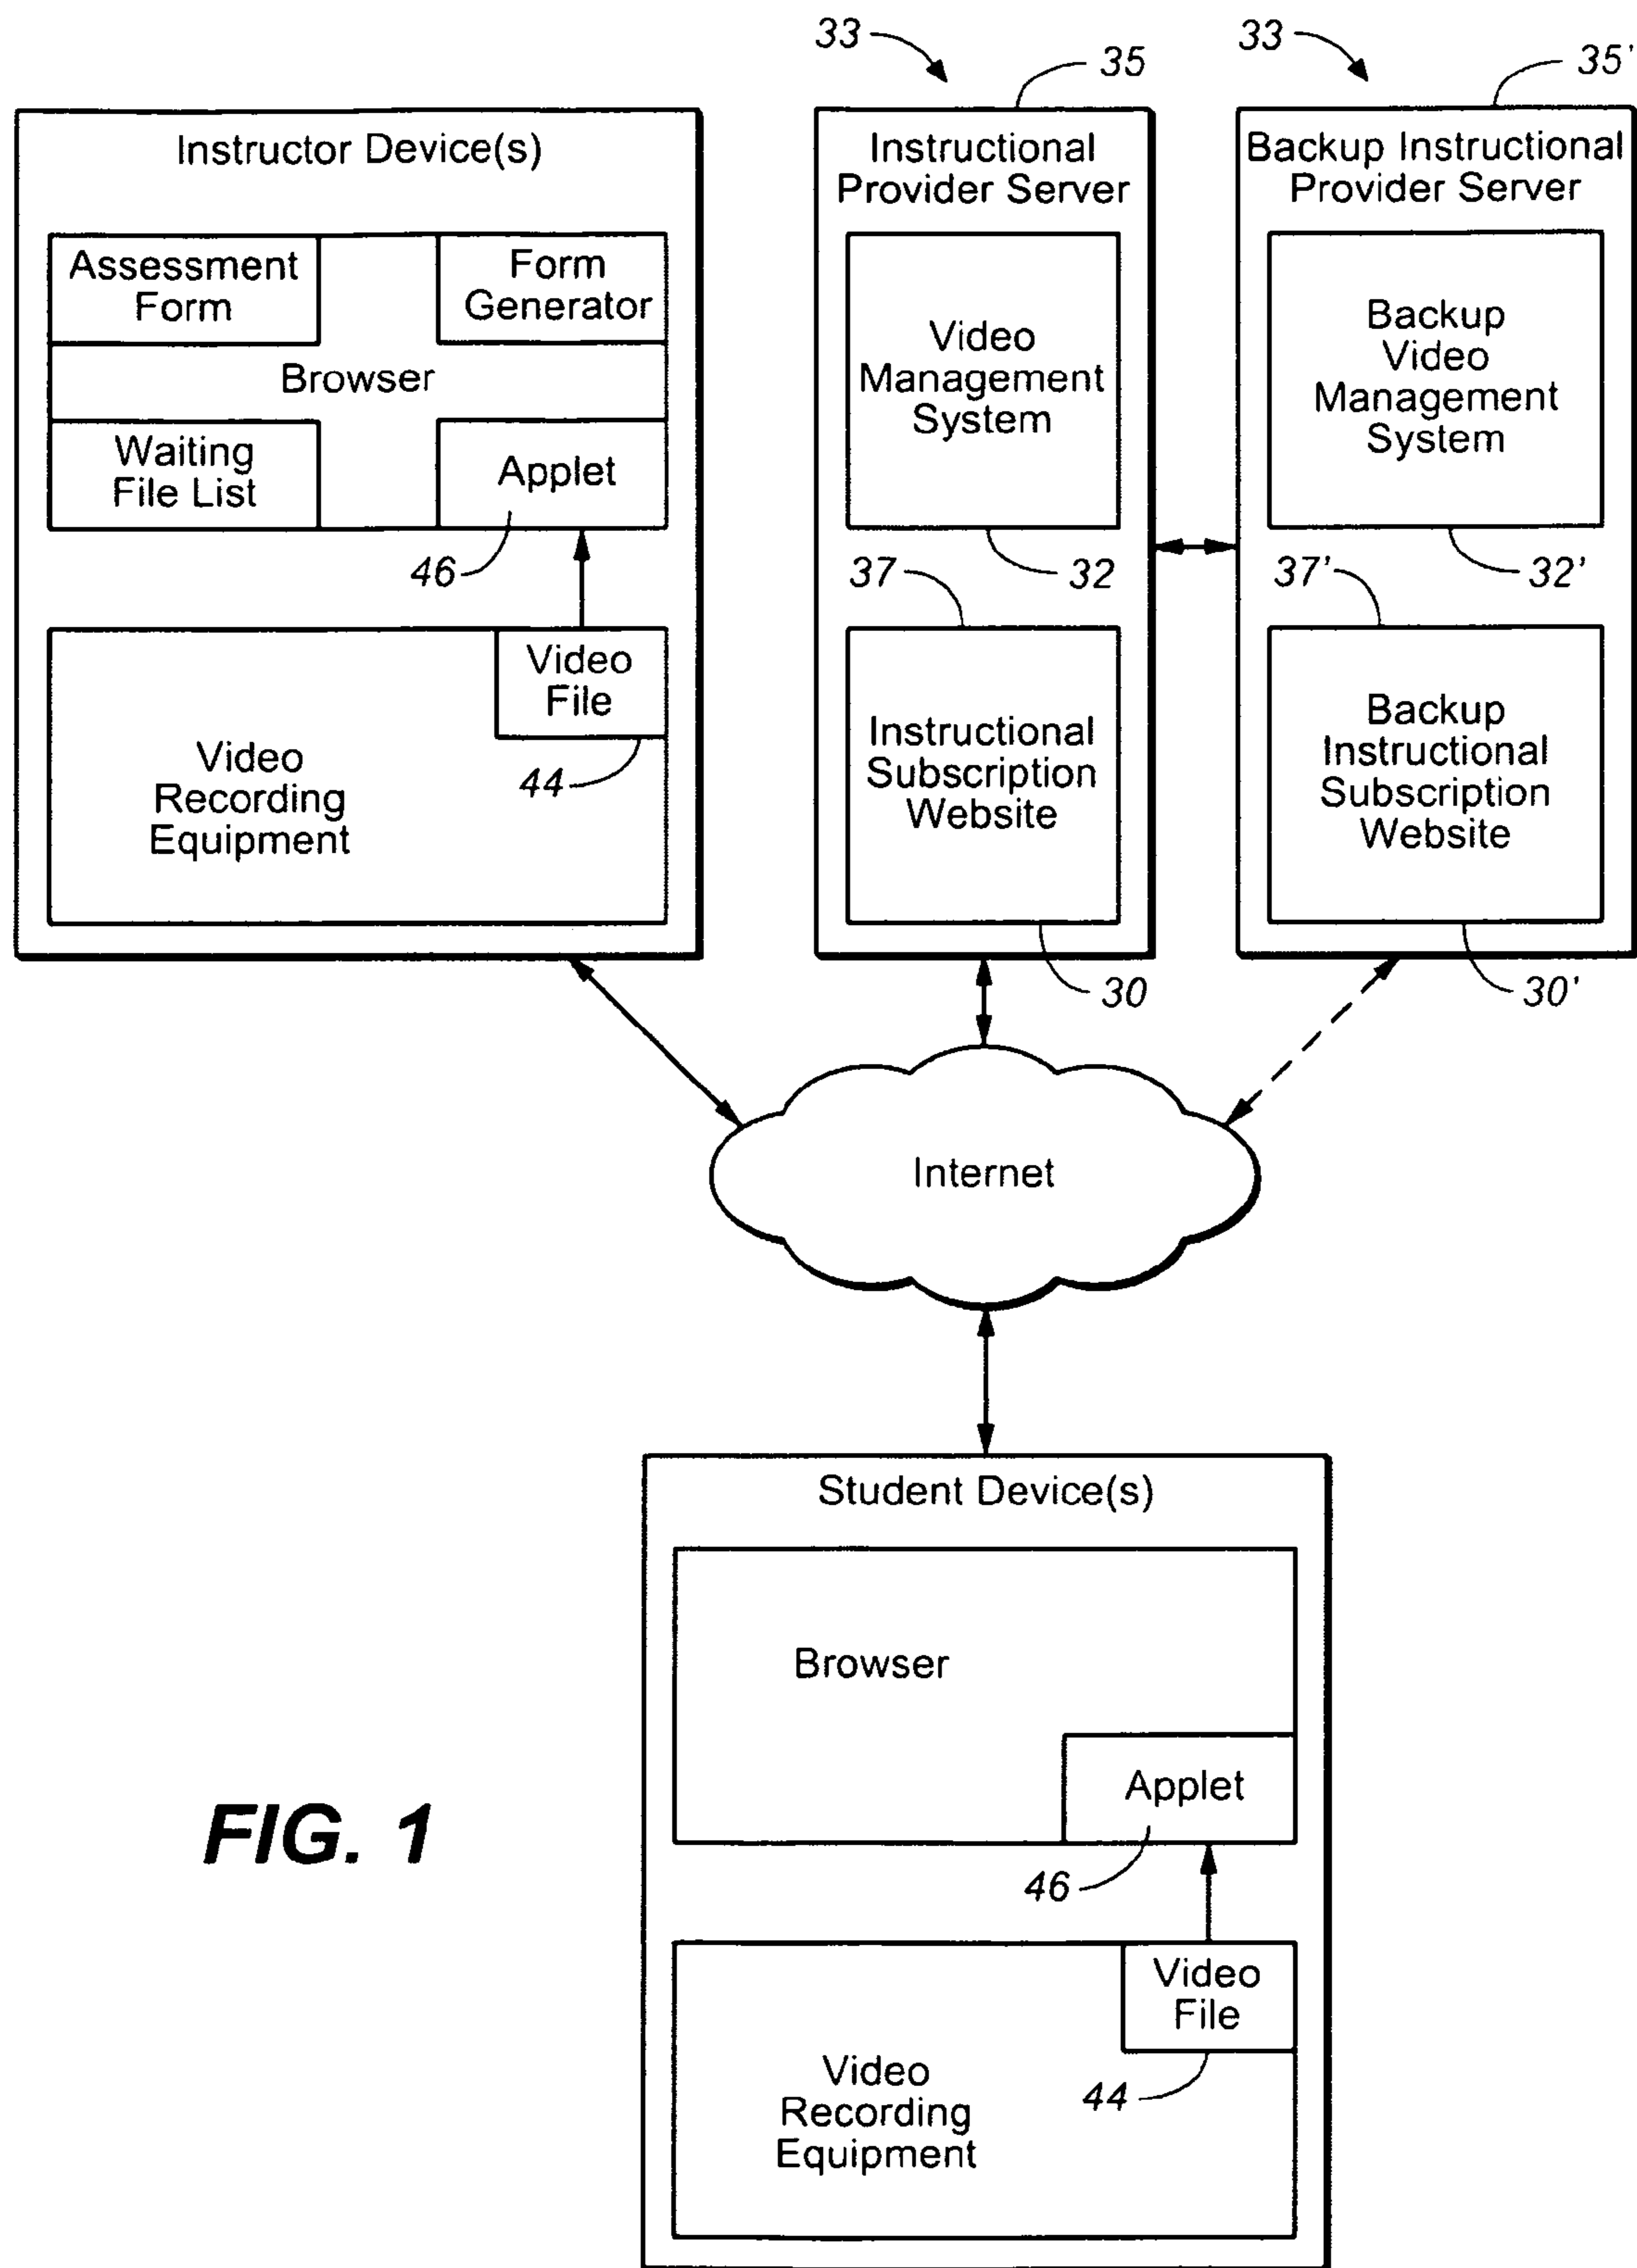 33
35
33
35'
Instructor Device(s)
Assessment
Form
Form
Generator
Browser
Waiting
File List
Applet
46
Video
File
44
Video
Recording
Equipment
Instructional
Provider Server
Video
Management
System
32
37
Instructional
Subscription
Website
30
Backup Instructional
Provider Server
Backup
Video
Management
System
32'
37'
Backup
Instructional
Subscription
Website
30'
Internet
Student Device(s)
Browser
Applet
46
Video
File
44
Video
Recording
Equipment
FIG. 1